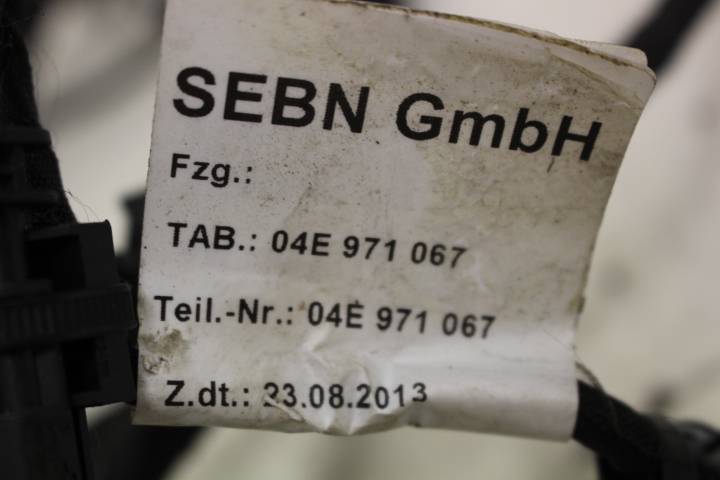 SEBN GmbH
Fzg.:
TAB.: 04E 971 067
Teil.-Nr.: 04E 971 067
Z.dt.: 23.08.2013